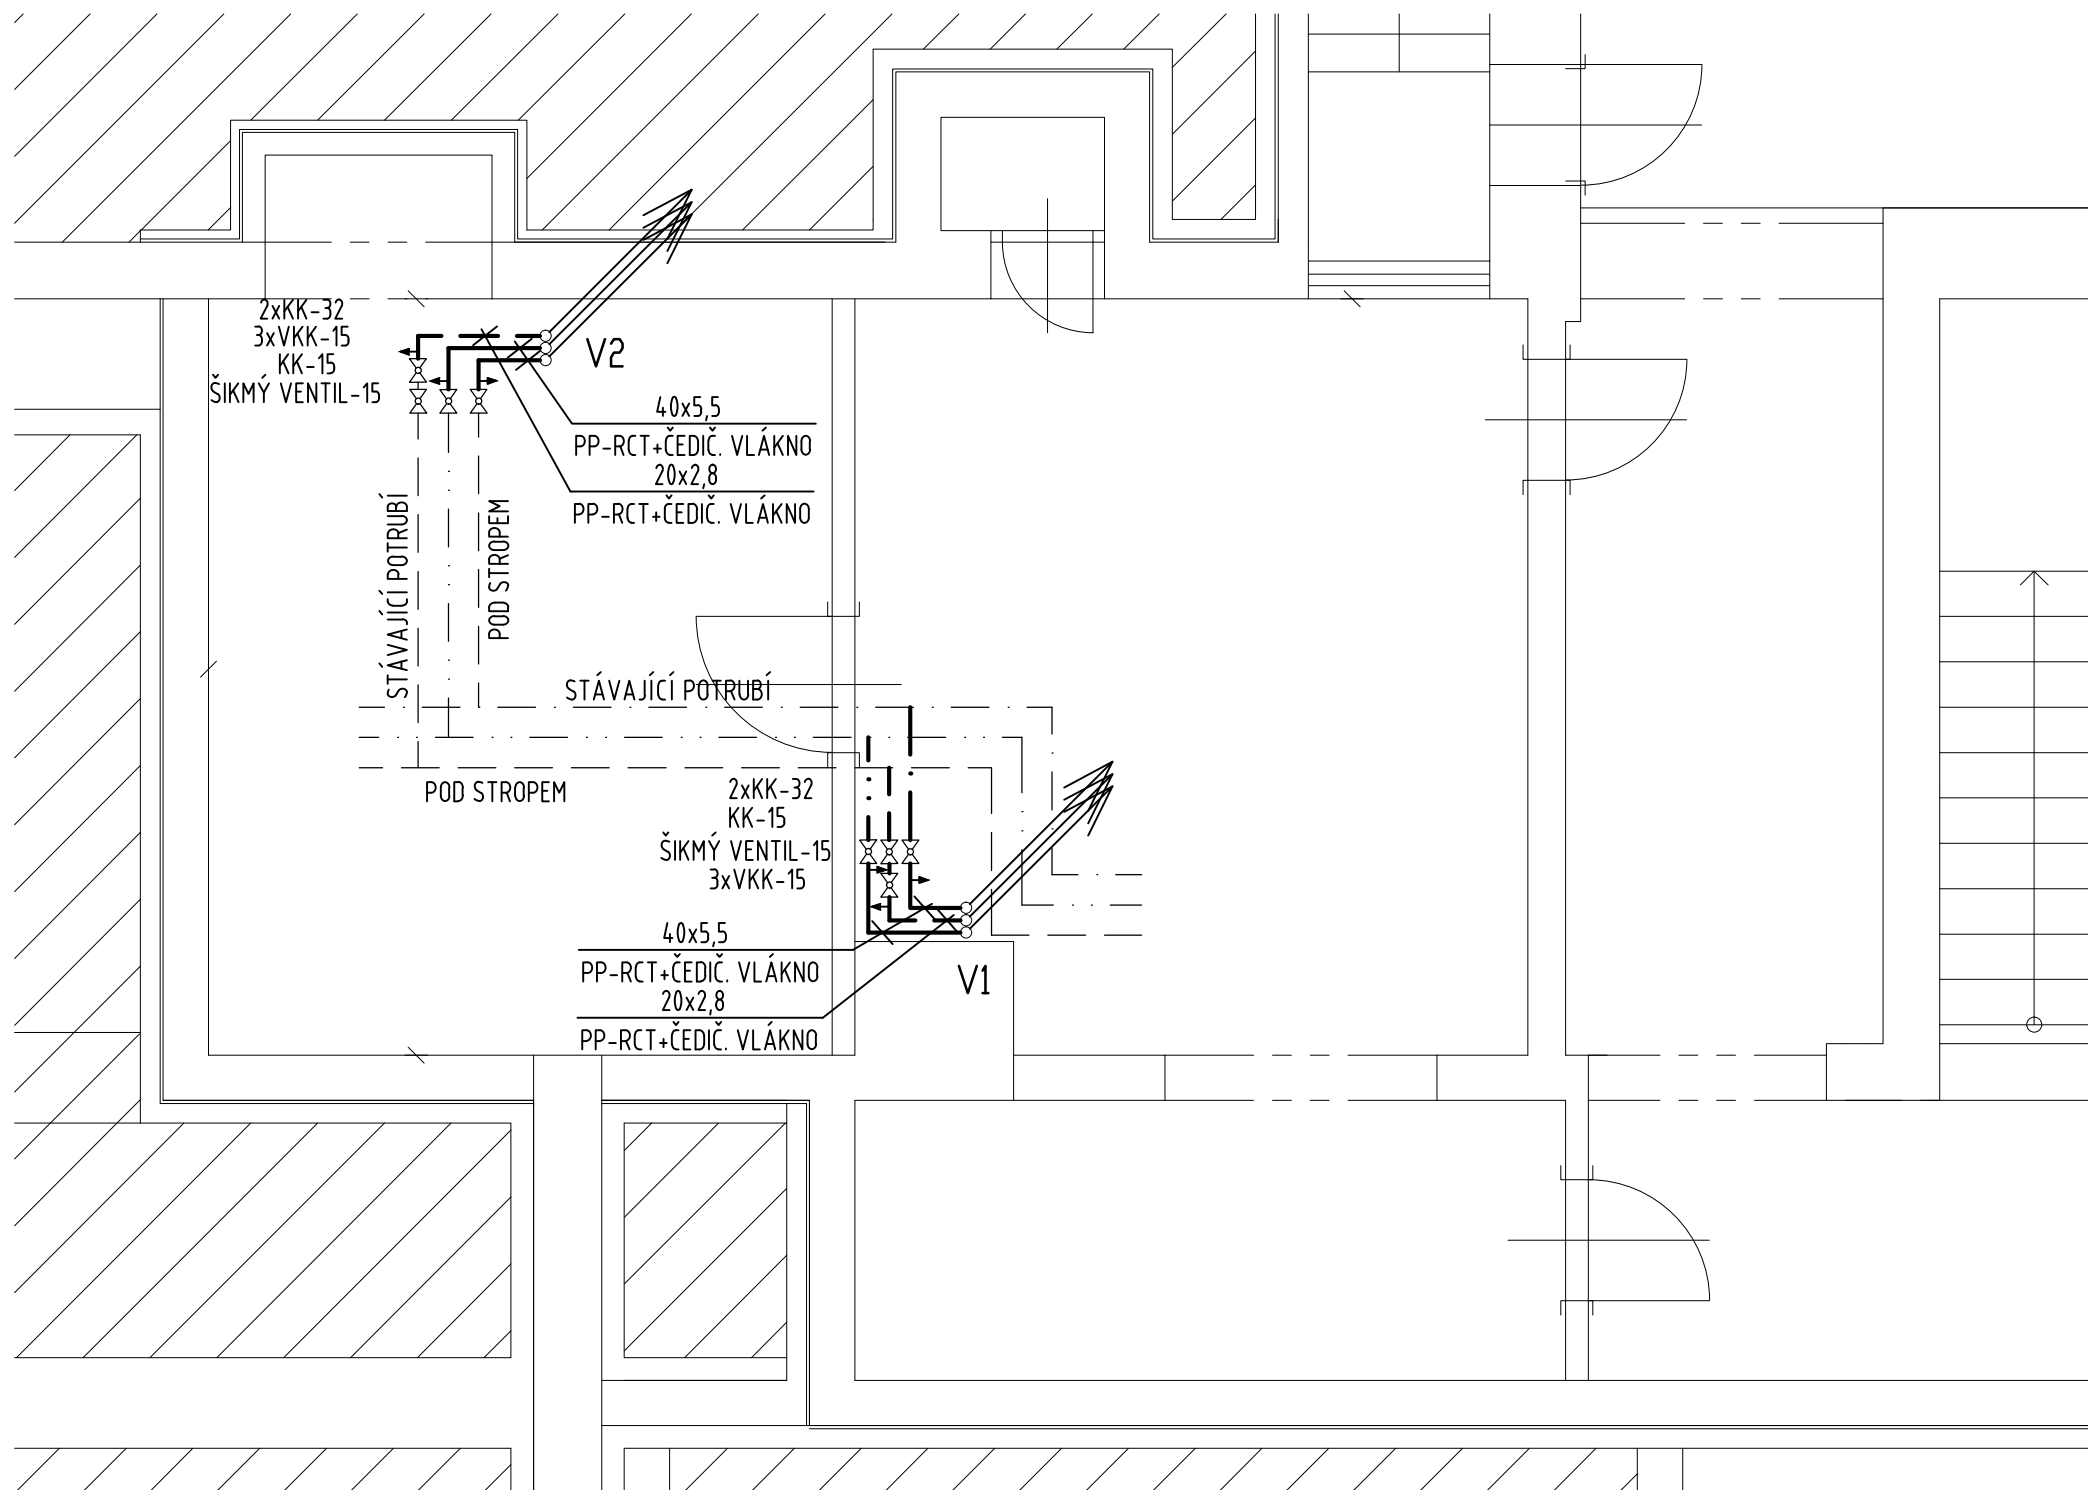 2xKK-32
3xVKK-15
KK-15
ŠIKMÝ VENTIL-15
V2
40x5,5
PP-RCT+ČEDIČ. VLÁKNO
20x2,8
PP-RCT+ČEDIČ. VLÁKNO
STÁVAJÍCÍ POTRUBÍ
POD STROPEM
STÁVAJÍCÍ POTRUBÍ
POD STROPEM
2xKK-32
KK-15
ŠIKMÝ VENTIL-15
3xVKK-15
40x5,5
PP-RCT+ČEDIČ. VLÁKNO
20x2,8
PP-RCT+ČEDIČ. VLÁKNO
V1